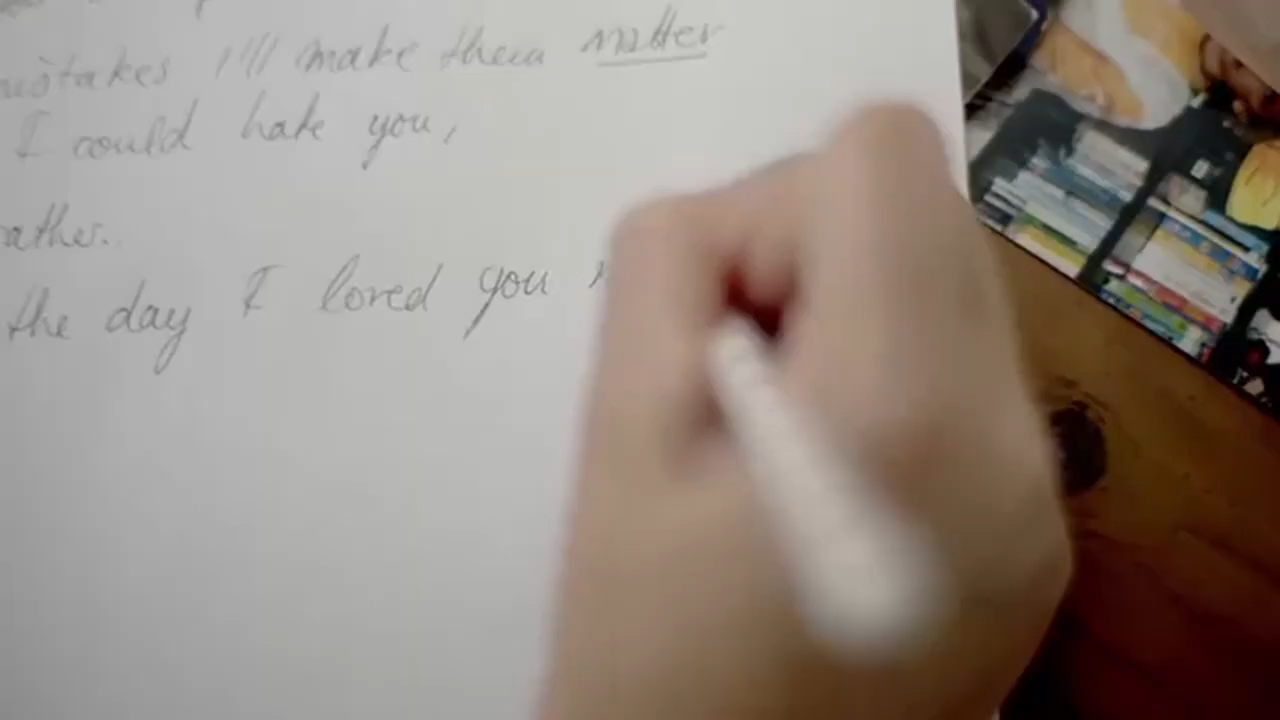 mistakes I'll make them matter
I could hate you,
rather.
the day I loved you